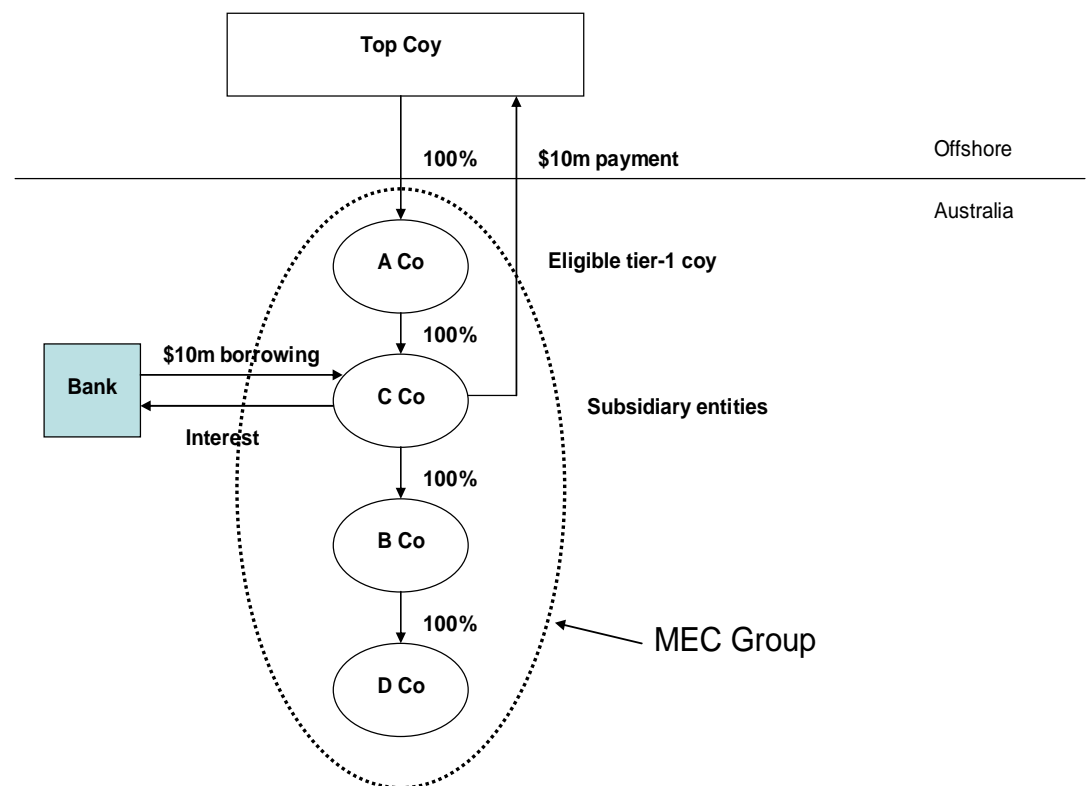 Top Coy
Offshore
100%
$10m payment
Australia
A Co
Eligible tier-1 coy
100%
$10m borrowing
Bank
C Co
Subsidiary entities
Interest
100%
B Co
100%
MEC Group
D Co